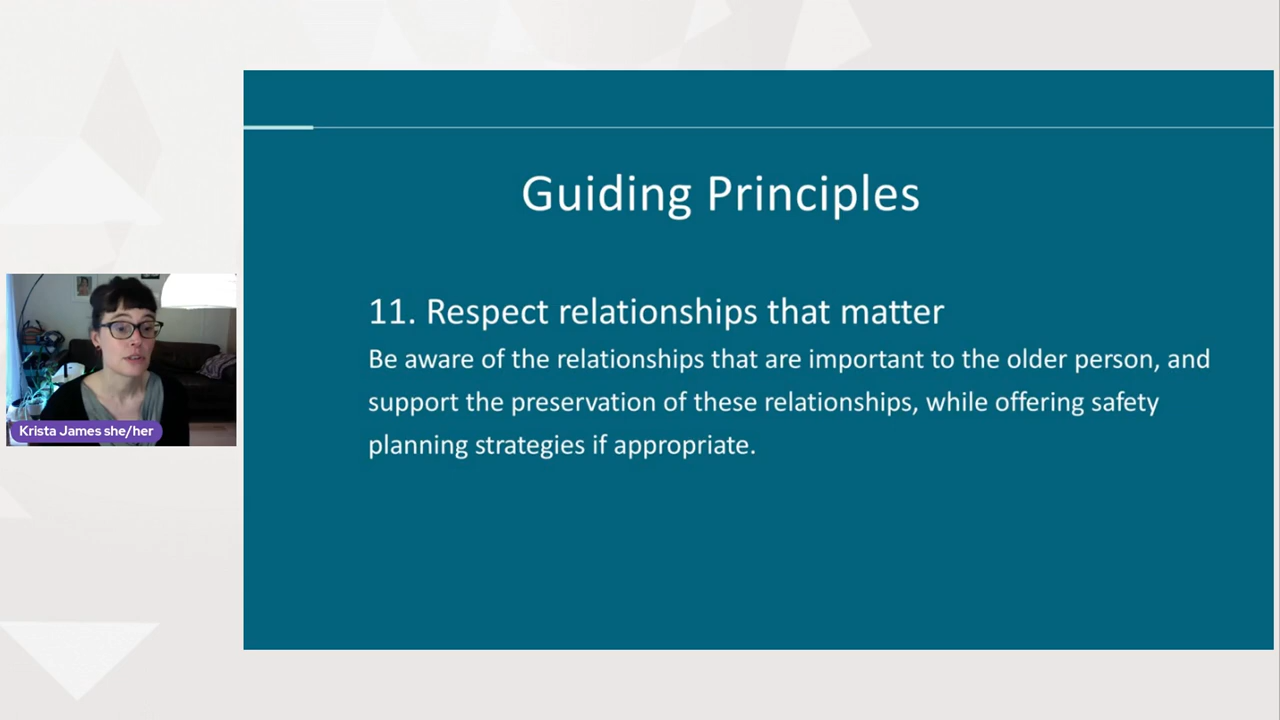 Guiding Principles
11. Respect relationships that matter
Be aware of the relationships that are important to the older person, and
support the preservation of these relationships, while offering safety
planning strategies if appropriate.
Krista James she/her